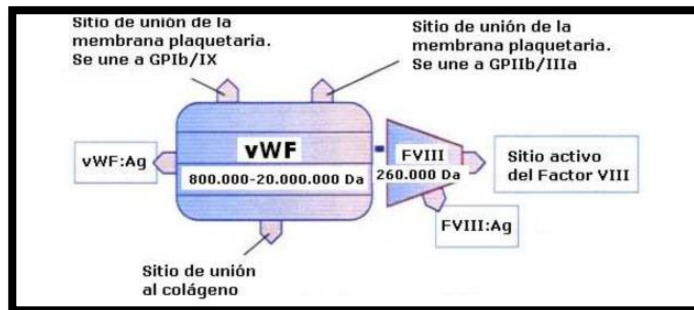 Sitio de unión de la
membrana plaquetaria.
Se une a GPIb/IX
Sitio de unión de la
membrana plaquetaria.
Se une a GPIIb/IIIa
vWF:Ag
vWF
800.000-20.000.000 Da
FVIII
260.000 Da
Sitio activo
del Factor VIII
FVIII:Ag
Sitio de unión
al colágeno